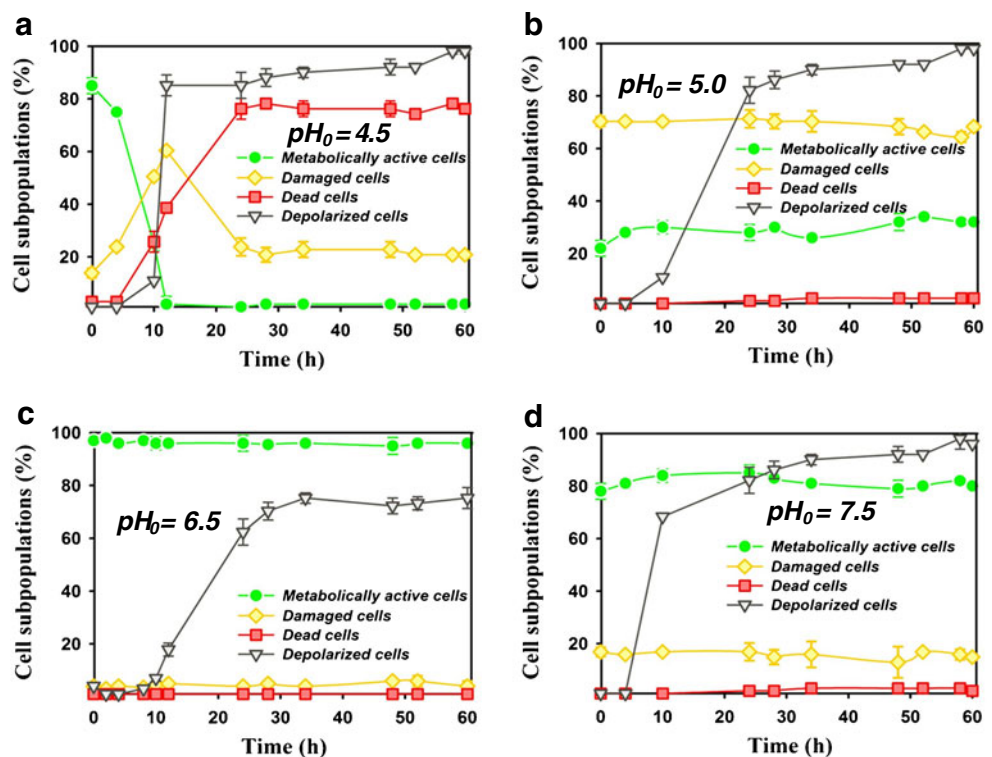 a
100
80
60
40
20
Cell subpopulations (%)
pH0 = 4.5
Metabolically active cells
Damaged cells
Dead cells
Depolarized cells
0 10 20 30 40 50 60
Time (h)
b
100
80
60
40
20
Cell subpopulations (%)
pH0 = 5.0
Metabolically active cells
Damaged cells
Dead cells
Depolarized cells
0 10 20 30 40 50 60
Time (h)
c
100
80
60
40
20
Cell subpopulations (%)
pH0 = 6.5
Metabolically active cells
Damaged cells
Dead cells
Depolarized cells
0 10 20 30 40 50 60
Time (h)
d
100
80
60
40
20
Cell subpopulations (%)
pH0 = 7.5
Metabolically active cells
Damaged cells
Dead cells
Depolarized cells
0 10 20 30 40 50 60
Time (h)